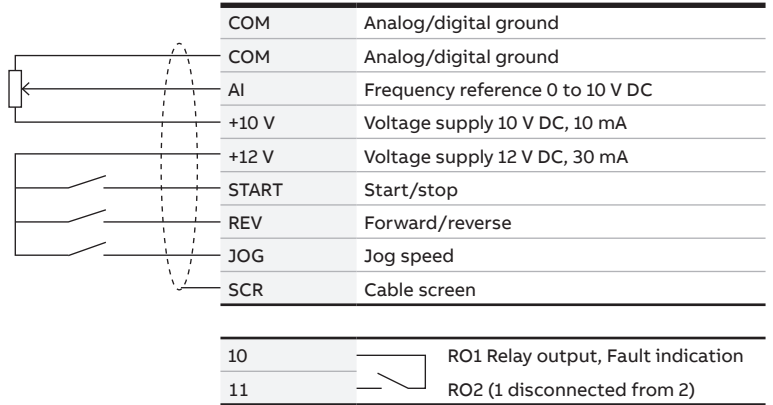 COM Analog/digital ground
COM Analog/digital ground
AI Frequency reference 0 to 10 V DC
+10 V Voltage supply 10 V DC, 10 mA
+12 V Voltage supply 12 V DC, 30 mA
START Start/stop
REV Forward/reverse
JOG Jog speed
SCR Cable screen
10 RO1 Relay output, Fault indication
11 RO2 (1 disconnected from 2)